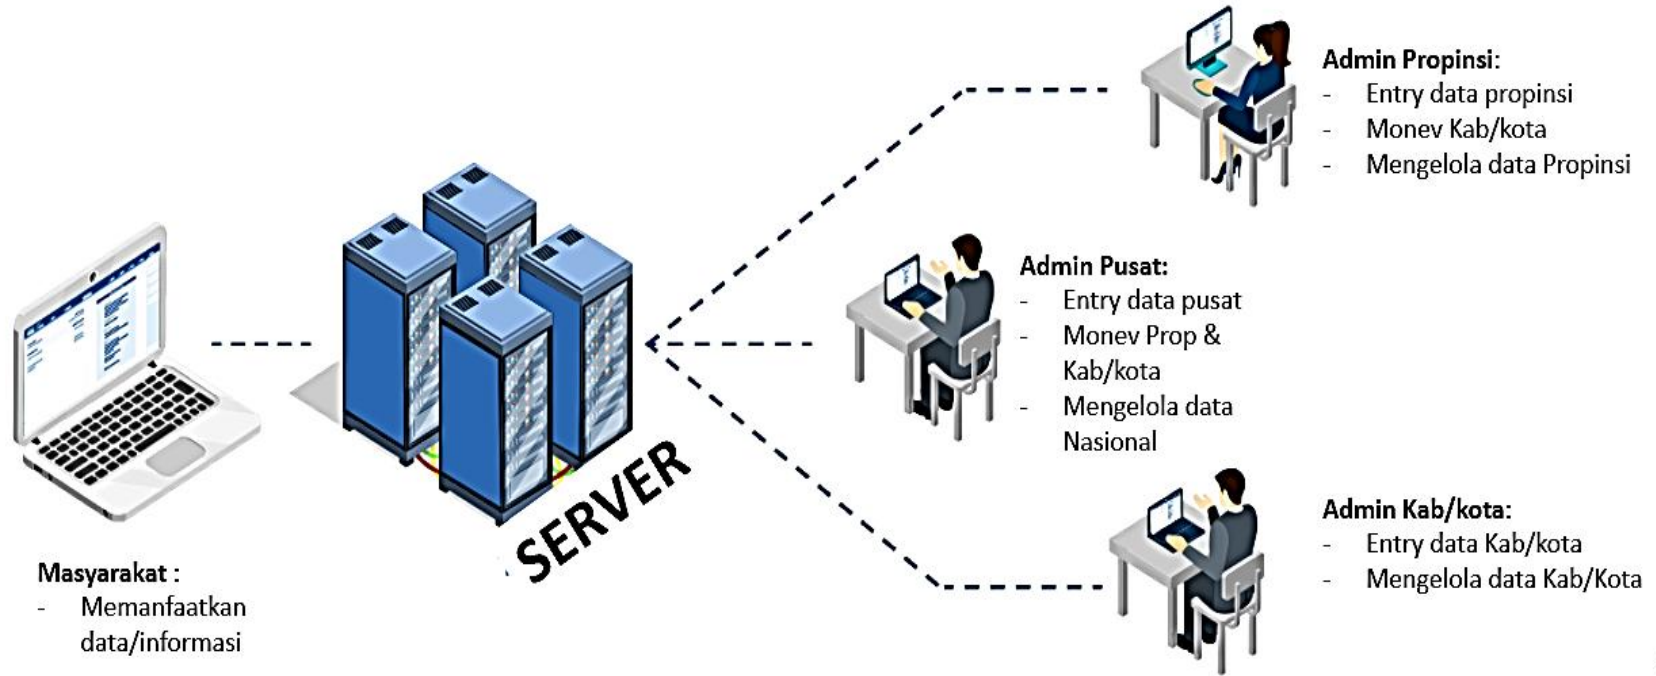 Admin Propinsi:
- Entry data propinsi
- Monev Kab/kota
- Mengelola data Propinsi
Admin Pusat:
- Entry data pusat
- Monev Prop &
Kab/kota
- Mengelola data
Nasional
SERVER
Admin Kab/kota:
- Entry data Kab/kota
- Mengelola data Kab/Kota
Masyarakat :
- Memanfaatkan
data/informasi